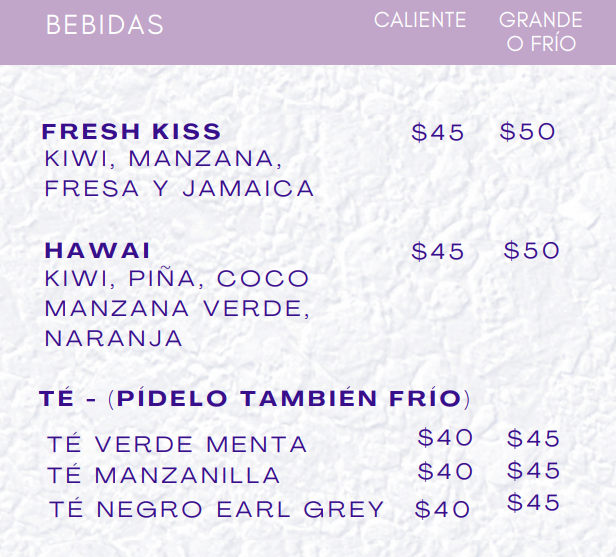 BEBIDAS CALIENTE GRANDE
O FRÍO
FRESH KISS $45 $50
KIWI, MANZANA,
FRESA Y JAMAICA
HAWAI $45 $50
KIWI, PIÑA, COCO
MANZANA VERDE,
NARANJA
TÉ - (PÍDELO TAMBIÉN FRÍO)
TÉ VERDE MENTA $40 $45
TÉ MANZANILLA $40 $45
TÉ NEGRO EARL GREY $40 $45